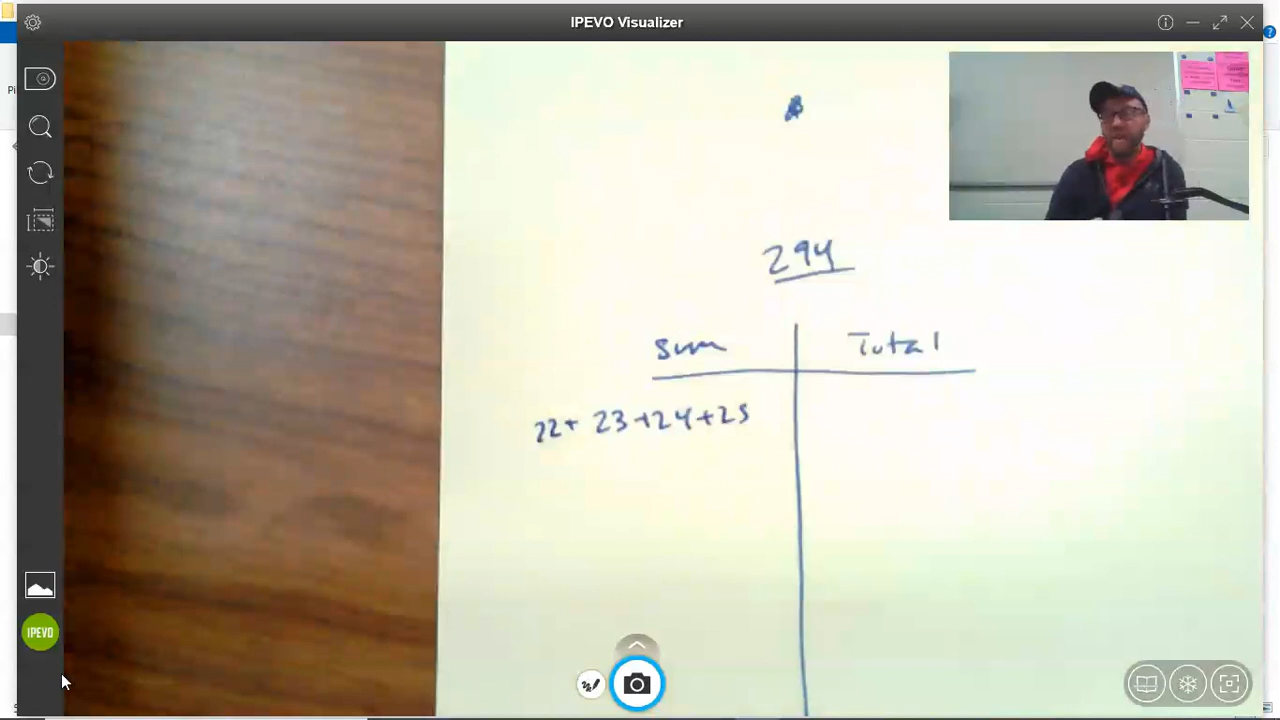 IPEVO Visualizer
294
Sum Total
22+ 23+24+25
IPEVO